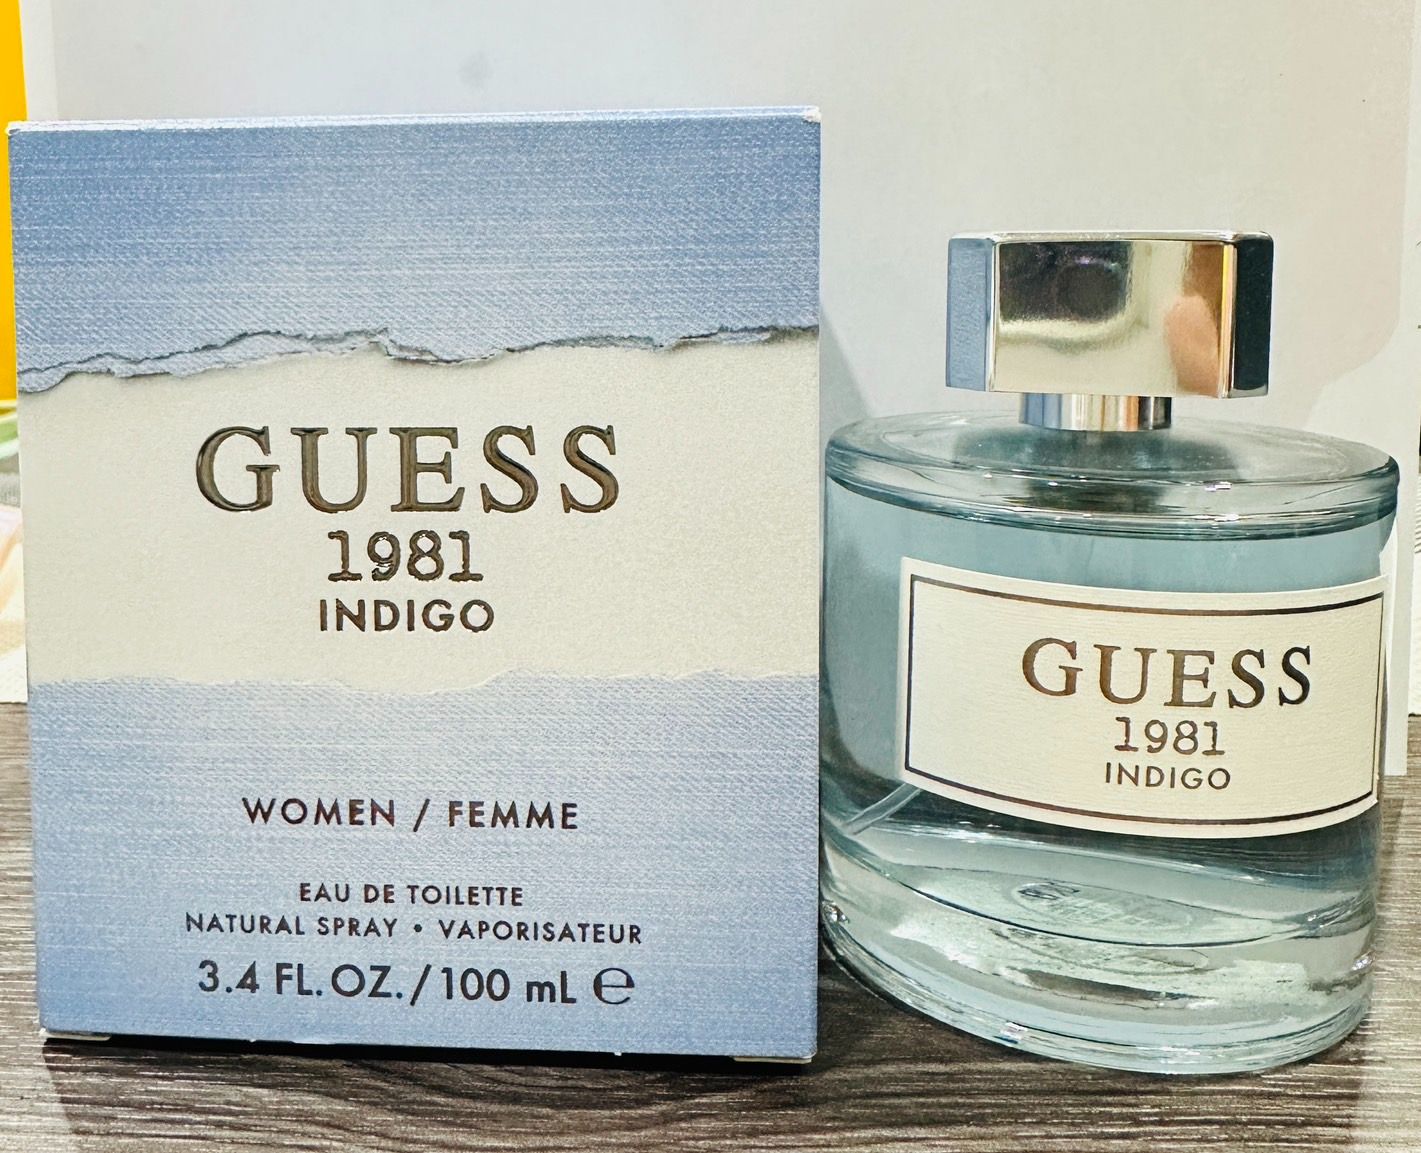 GUESS
1981
INDIGO
WOMEN / FEMME
EAU DE TOILETTE
NATURAL SPRAY • VAPORISATEUR
3.4 FL. OZ. / 100 mL ℮
GUESS
1981
INDIGO